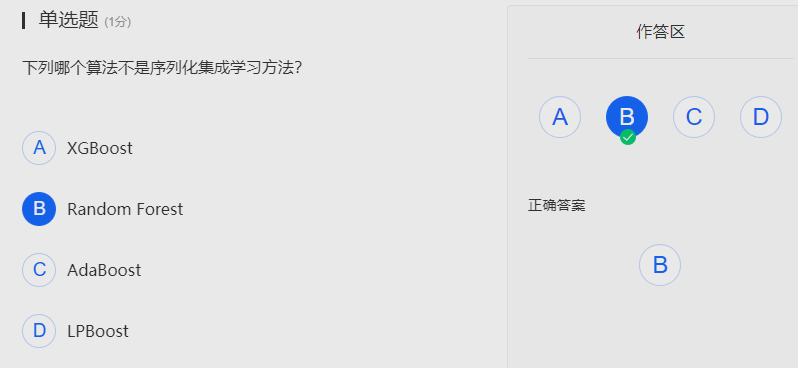 单选题 (1分)
下列哪个算法不是序列化集成学习方法?
A XGBoost
B Random Forest
C AdaBoost
D LPBoost
作答区
A B C D
正确答案
B